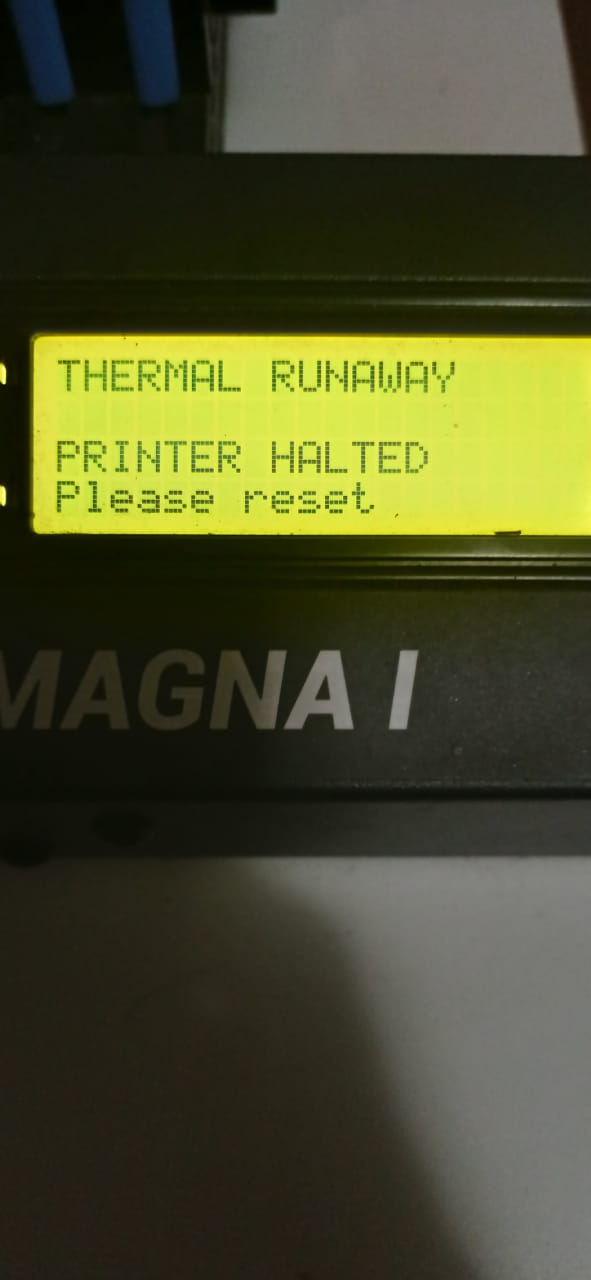 THERMAL RUNAWAY
PRINTER HALTED
Please reset
MAGNA I